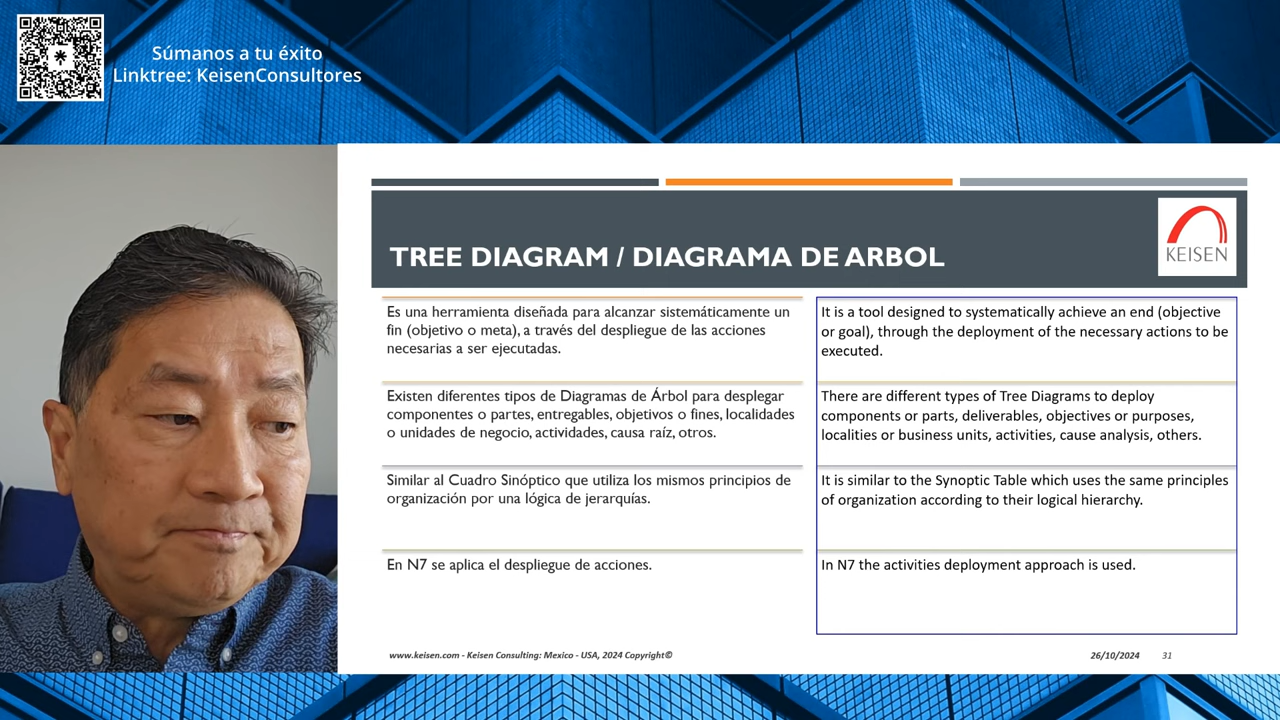 Súmanos a tu éxito
Linktree: KeisenConsultores
TREE DIAGRAM / DIAGRAMA DE ARBOL
KEISEN
Es una herramienta diseñada para alcanzar sistemáticamente un
fin (objetivo o meta), a través del despliegue de las acciones
necesarias a ser ejecutadas.
Existen diferentes tipos de Diagramas de Árbol para desplegar
componentes o partes, entregables, objetivos o fines, localidades
o unidades de negocio, actividades, causa raíz, otros.
Similar al Cuadro Sinóptico que utiliza los mismos principios de
organización por una lógica de jerarquías.
En N7 se aplica el despliegue de acciones.
It is a tool designed to systematically achieve an end (objective
or goal), through the deployment of the necessary actions to be
executed.
There are different types of Tree Diagrams to deploy
components or parts, deliverables, objectives or purposes,
localities or business units, activities, cause analysis, others.
It is similar to the Synoptic Table which uses the same principles
of organization according to their logical hierarchy.
In N7 the activities deployment approach is used.
www.keisen.com - Keisen Consulting: Mexico - USA, 2024 Copyright©
26/10/2024
31